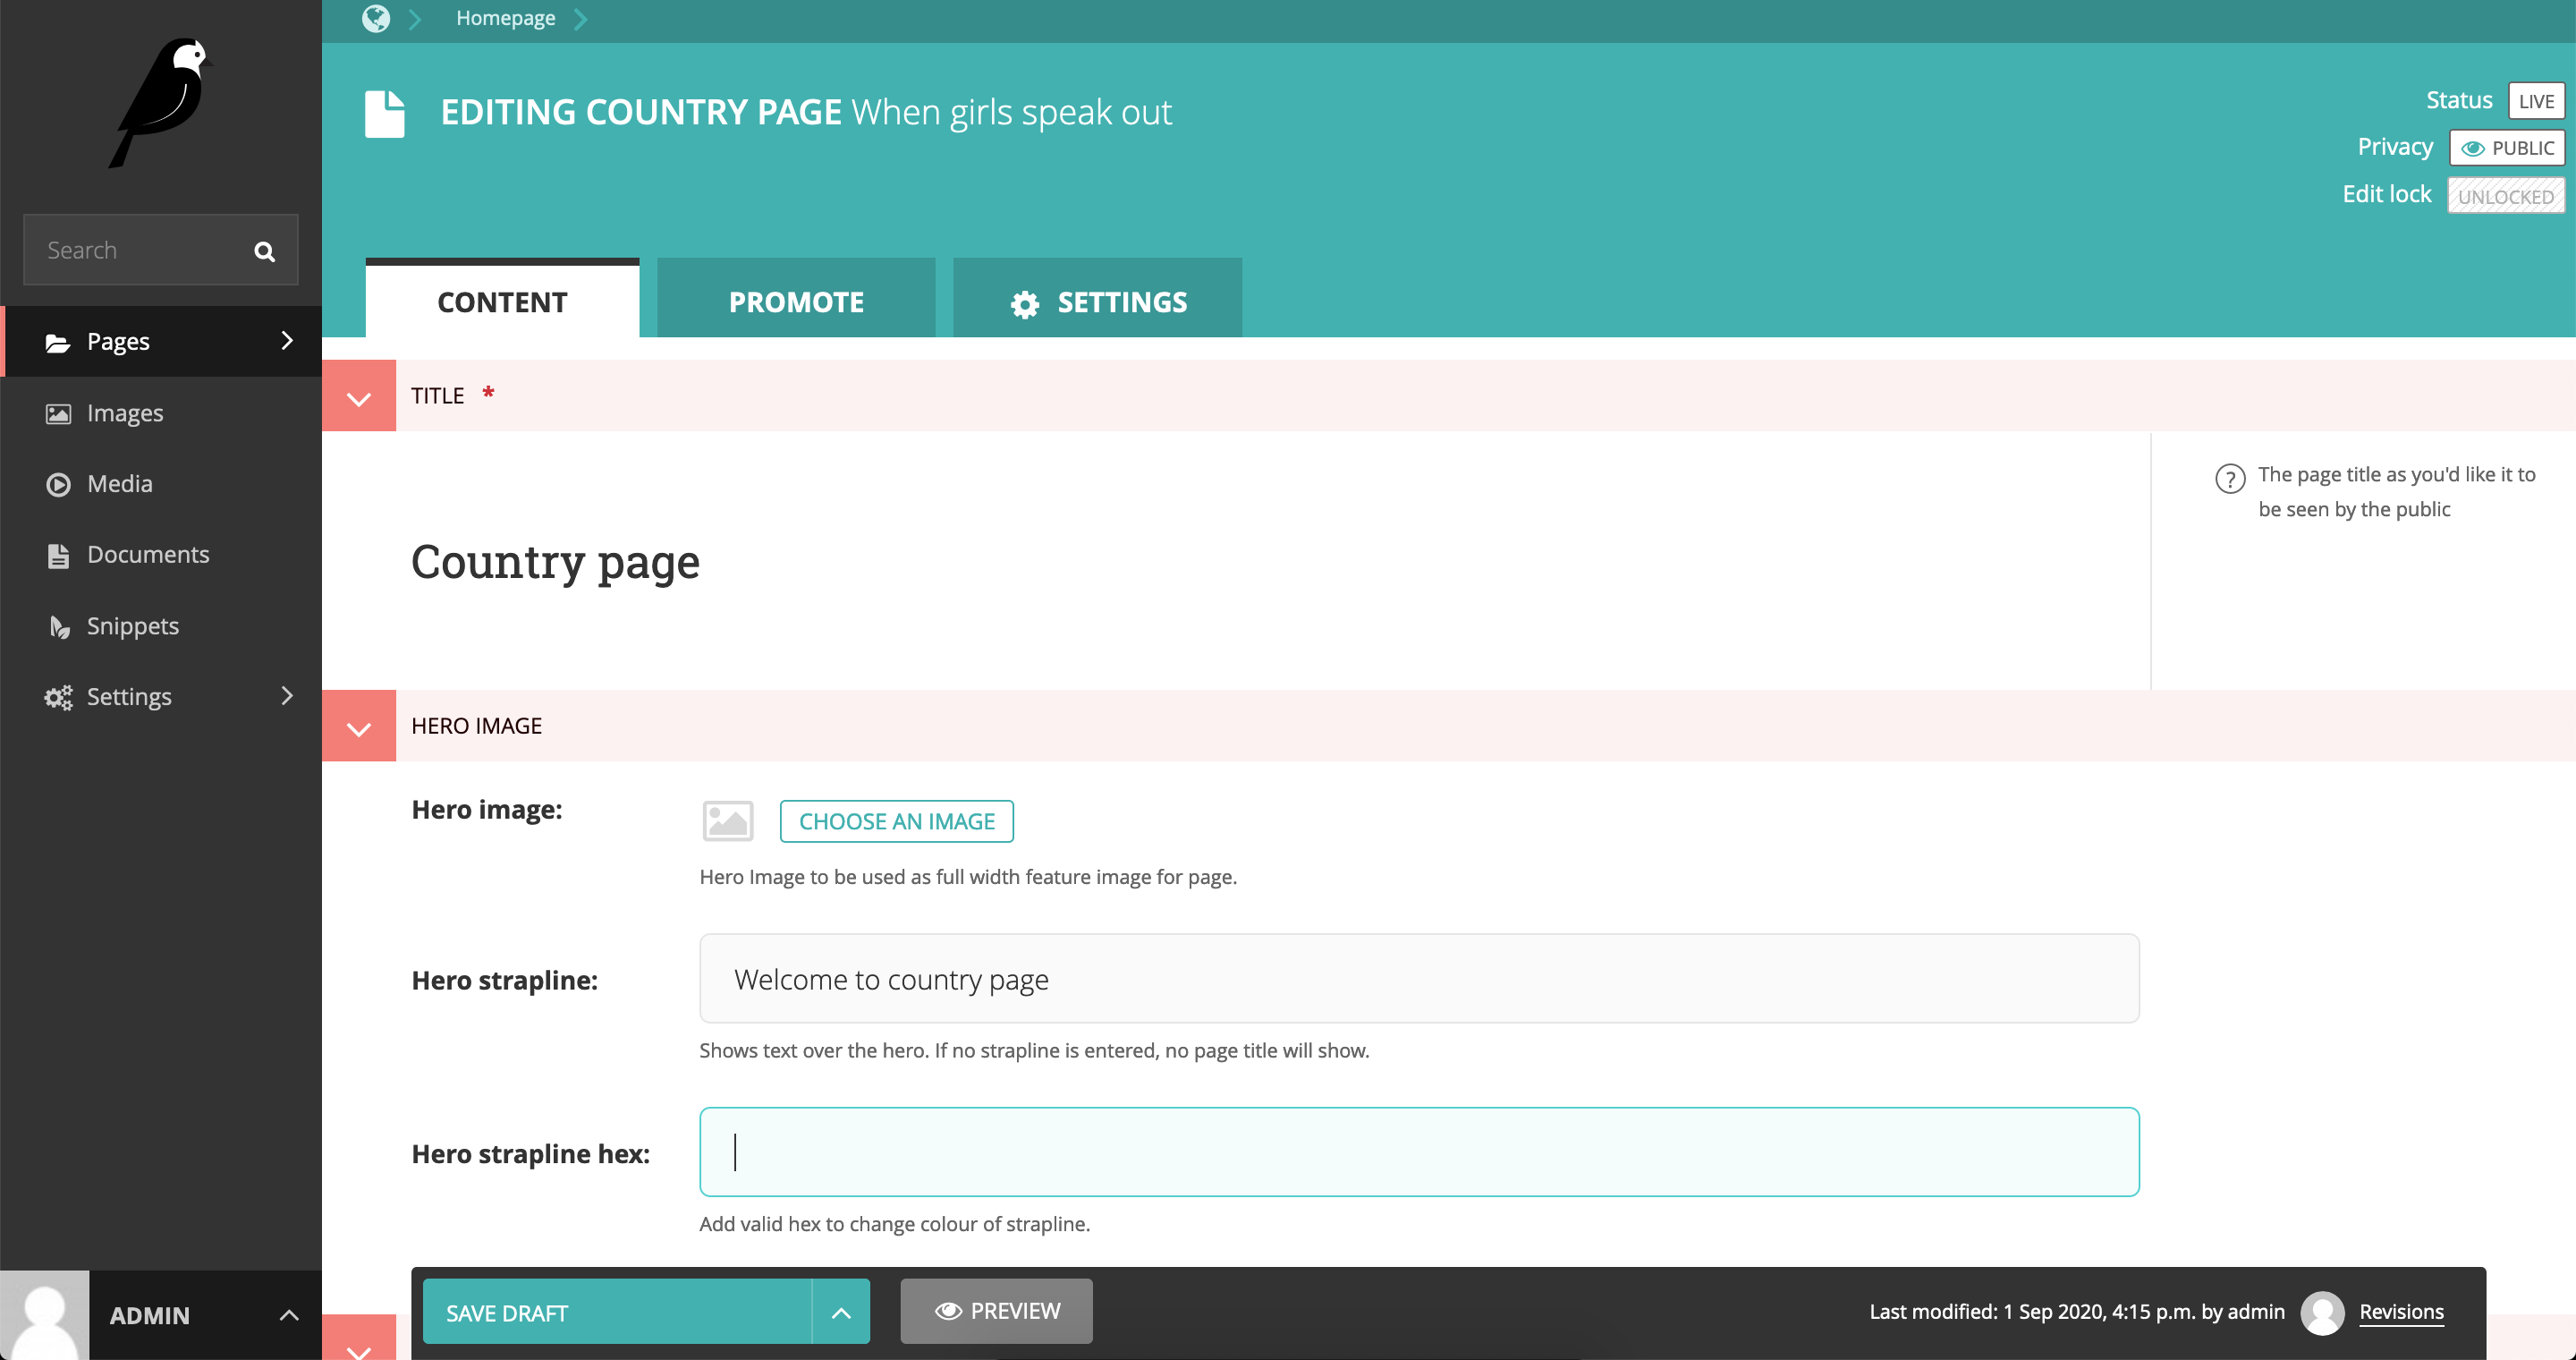 Homepage
EDITING COUNTRY PAGE When girls speak out
Status LIVE
Privacy PUBLIC
Edit lock UNLOCKED
Search
Pages
Images
Media
Documents
Snippets
Settings
ADMIN
CONTENT
PROMOTE
SETTINGS
TITLE *
Country page
The page title as you'd like it to
be seen by the public
HERO IMAGE
Hero image:
CHOOSE AN IMAGE
Hero Image to be used as full width feature image for page.
Hero strapline:
Welcome to country page
Shows text over the hero. If no strapline is entered, no page title will show.
Hero strapline hex:
Add valid hex to change colour of strapline.
SAVE DRAFT
PREVIEW
Last modified: 1 Sep 2020, 4:15 p.m. by admin
Revisions